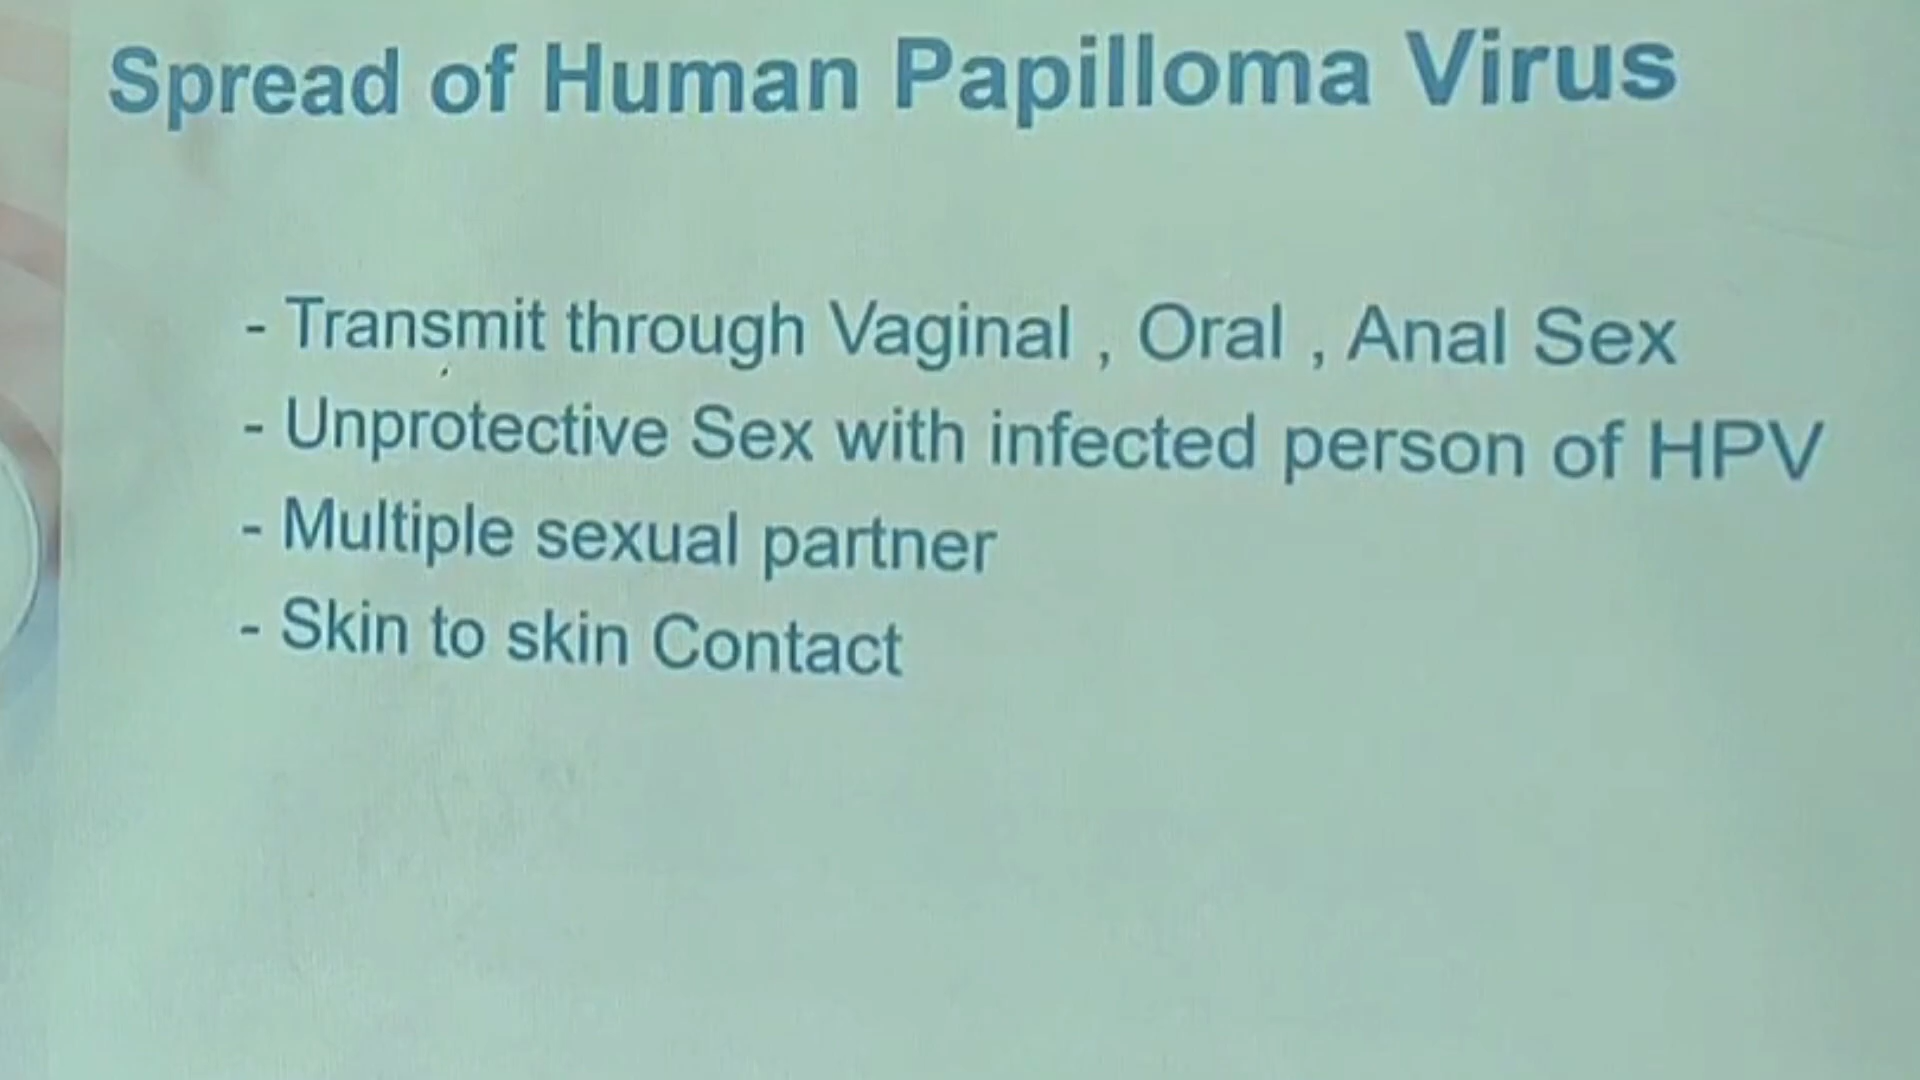 Spread of Human Papilloma Virus
- Transmit through Vaginal , Oral , Anal Sex
- Unprotective Sex with infected person of HPV
- Multiple sexual partner
- Skin to skin Contact